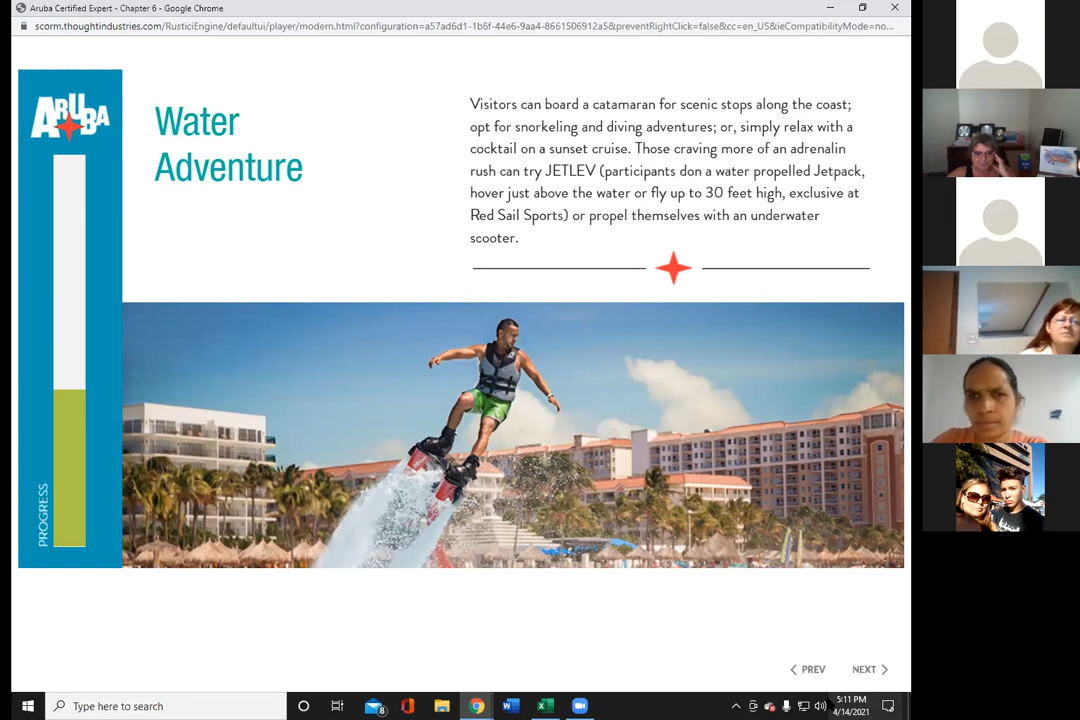 Aruba Certified Expert - Chapter 6 - Google Chrome
scorm.thoughtindustries.com/RusticiEngine/defaultui/player/modern.html?configuration=a57ad6d1-1b6f-44e6-9aa4-8661506912a5&preventRightClick=false&cc=en_US&ieCompatibilityMode=no...
ARUBA
Water
Adventure
Visitors can board a catamaran for scenic stops along the coast;
opt for snorkeling and diving adventures; or, simply relax with a
cocktail on a sunset cruise. Those craving more of an adrenalin
rush can try JETLEV (participants don a water propelled Jetpack,
hover just above the water or fly up to 30 feet high, exclusive at
Red Sail Sports) or propel themselves with an underwater
scooter.
PROGRESS
PREV
NEXT
Type here to search
8
5:11 PM
4/14/2021